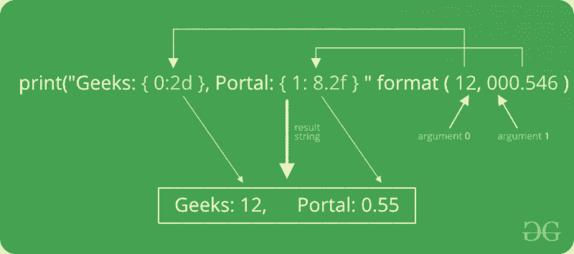 print("Geeks: { 0:2d }, Portal: { 1: 8.2f } " format ( 12, 000.546 )
result
string
argument 0
argument 1
Geeks: 12, Portal: 0.55